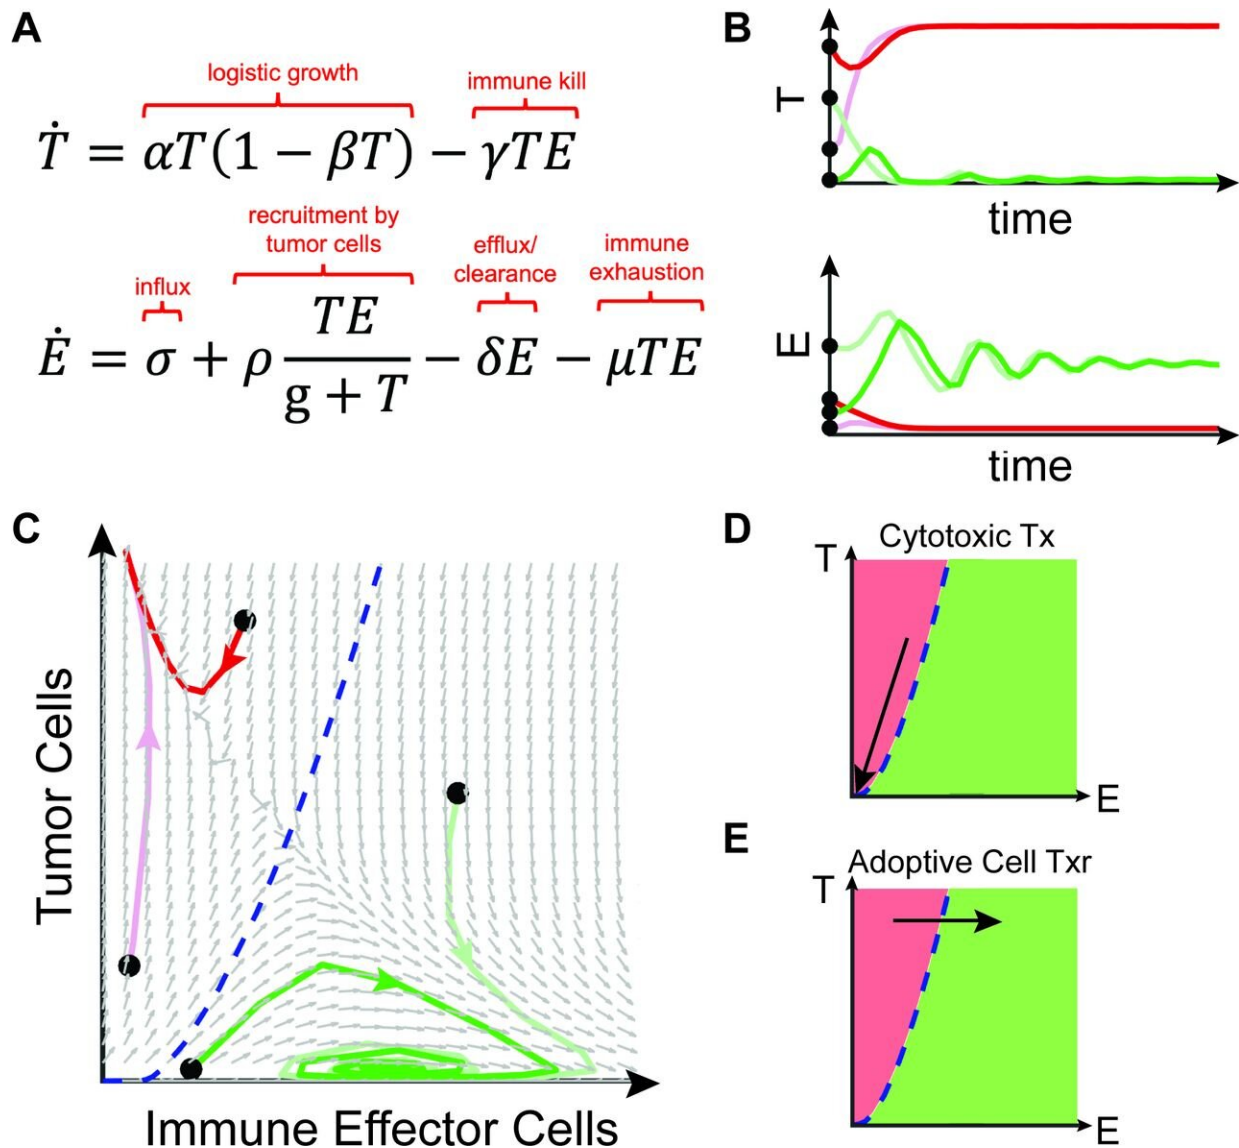 A
logistic growth
immune kill
Ṫ = αT(1 − βT) − γTE
recruitment by
tumor cells
influx
efflux/
clearance
immune
exhaustion
Ė = σ + ρ TE / g + T − δE − μTE
B
T
time
E
time
C
Tumor Cells
Immune Effector Cells
D
Cytotoxic Tx
T
E
E
Adoptive Cell Txr
T
E